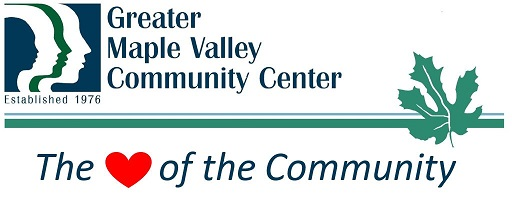 Greater
Maple Valley
Community Center
Established 1976
The ❤ of the Community